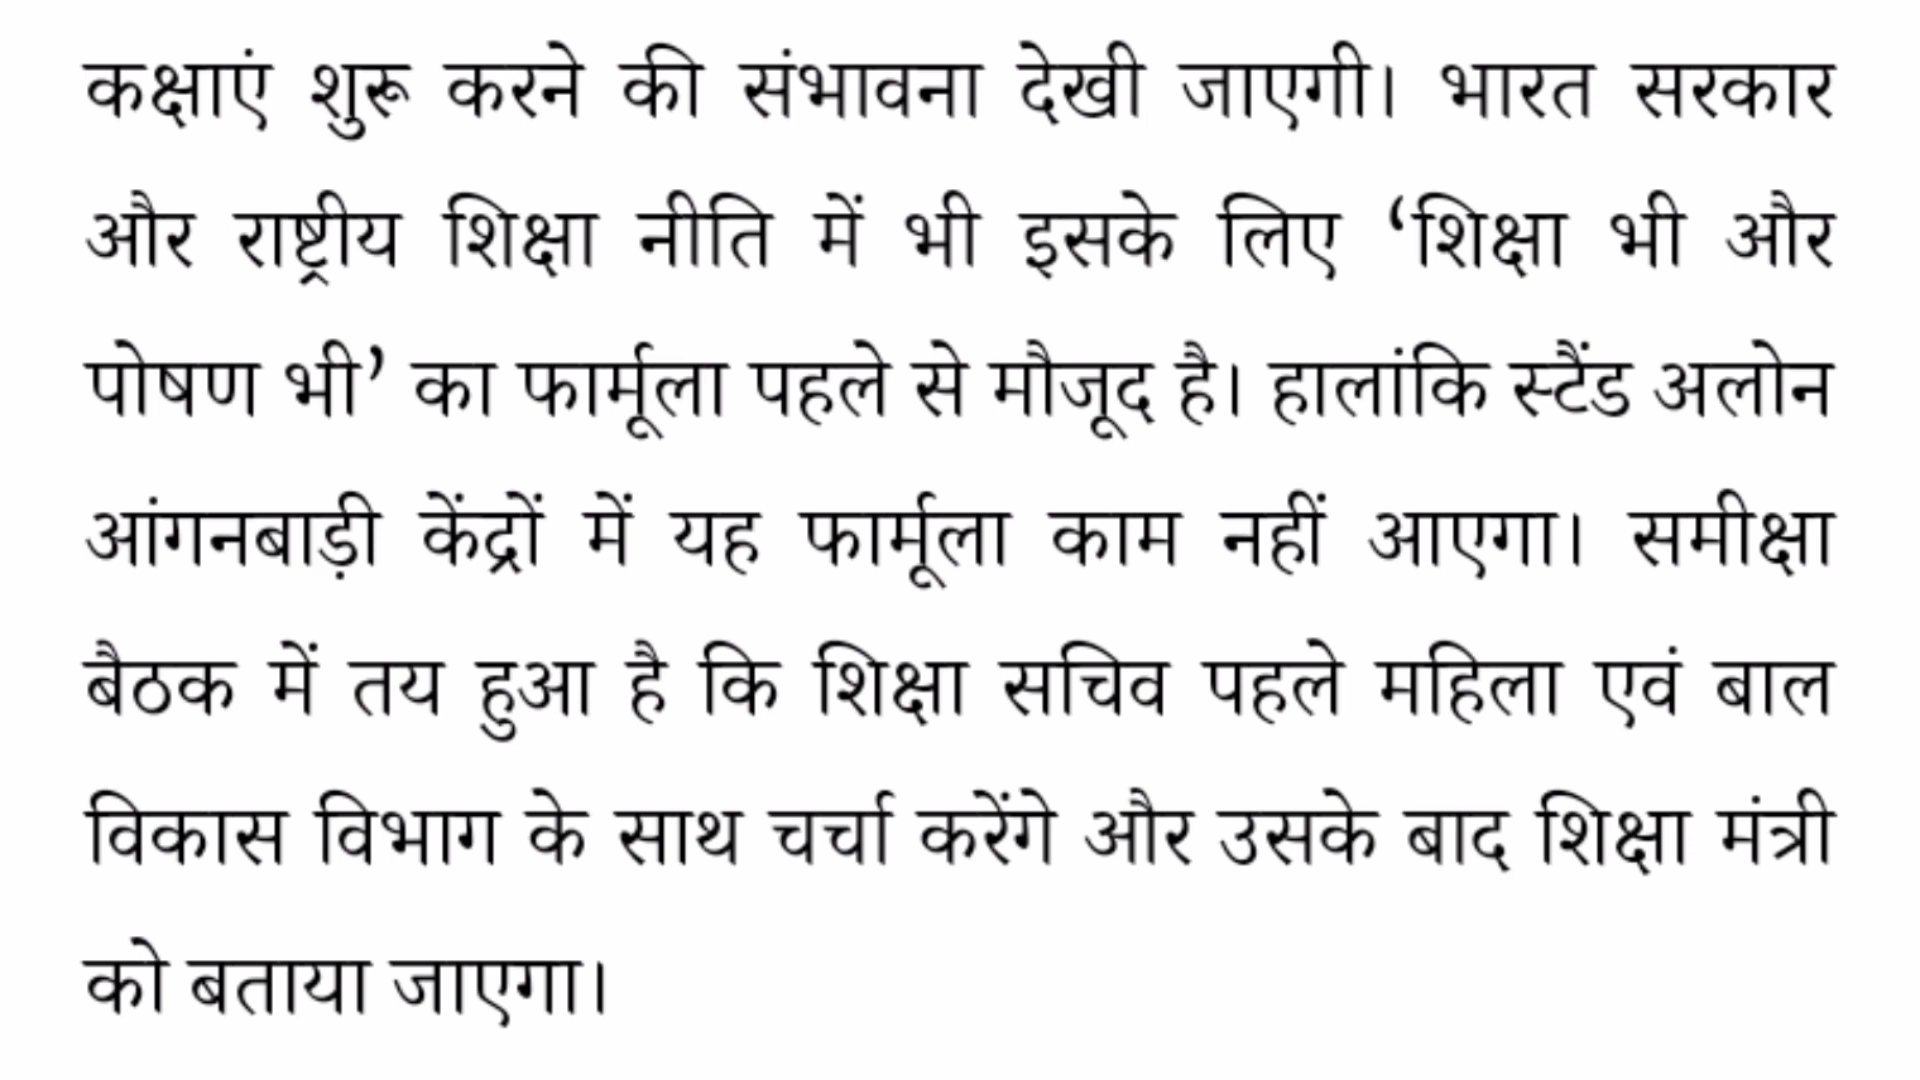 कक्षाएं शुरू करने की संभावना देखी जाएगी। भारत सरकार
और राष्ट्रीय शिक्षा नीति में भी इसके लिए ‘शिक्षा भी और
पोषण भी’ का फार्मूला पहले से मौजूद है। हालांकि स्टैंड अलोन
आंगनबाड़ी केंद्रों में यह फार्मूला काम नहीं आएगा। समीक्षा
बैठक में तय हुआ है कि शिक्षा सचिव पहले महिला एवं बाल
विकास विभाग के साथ चर्चा करेंगे और उसके बाद शिक्षा मंत्री
को बताया जाएगा।